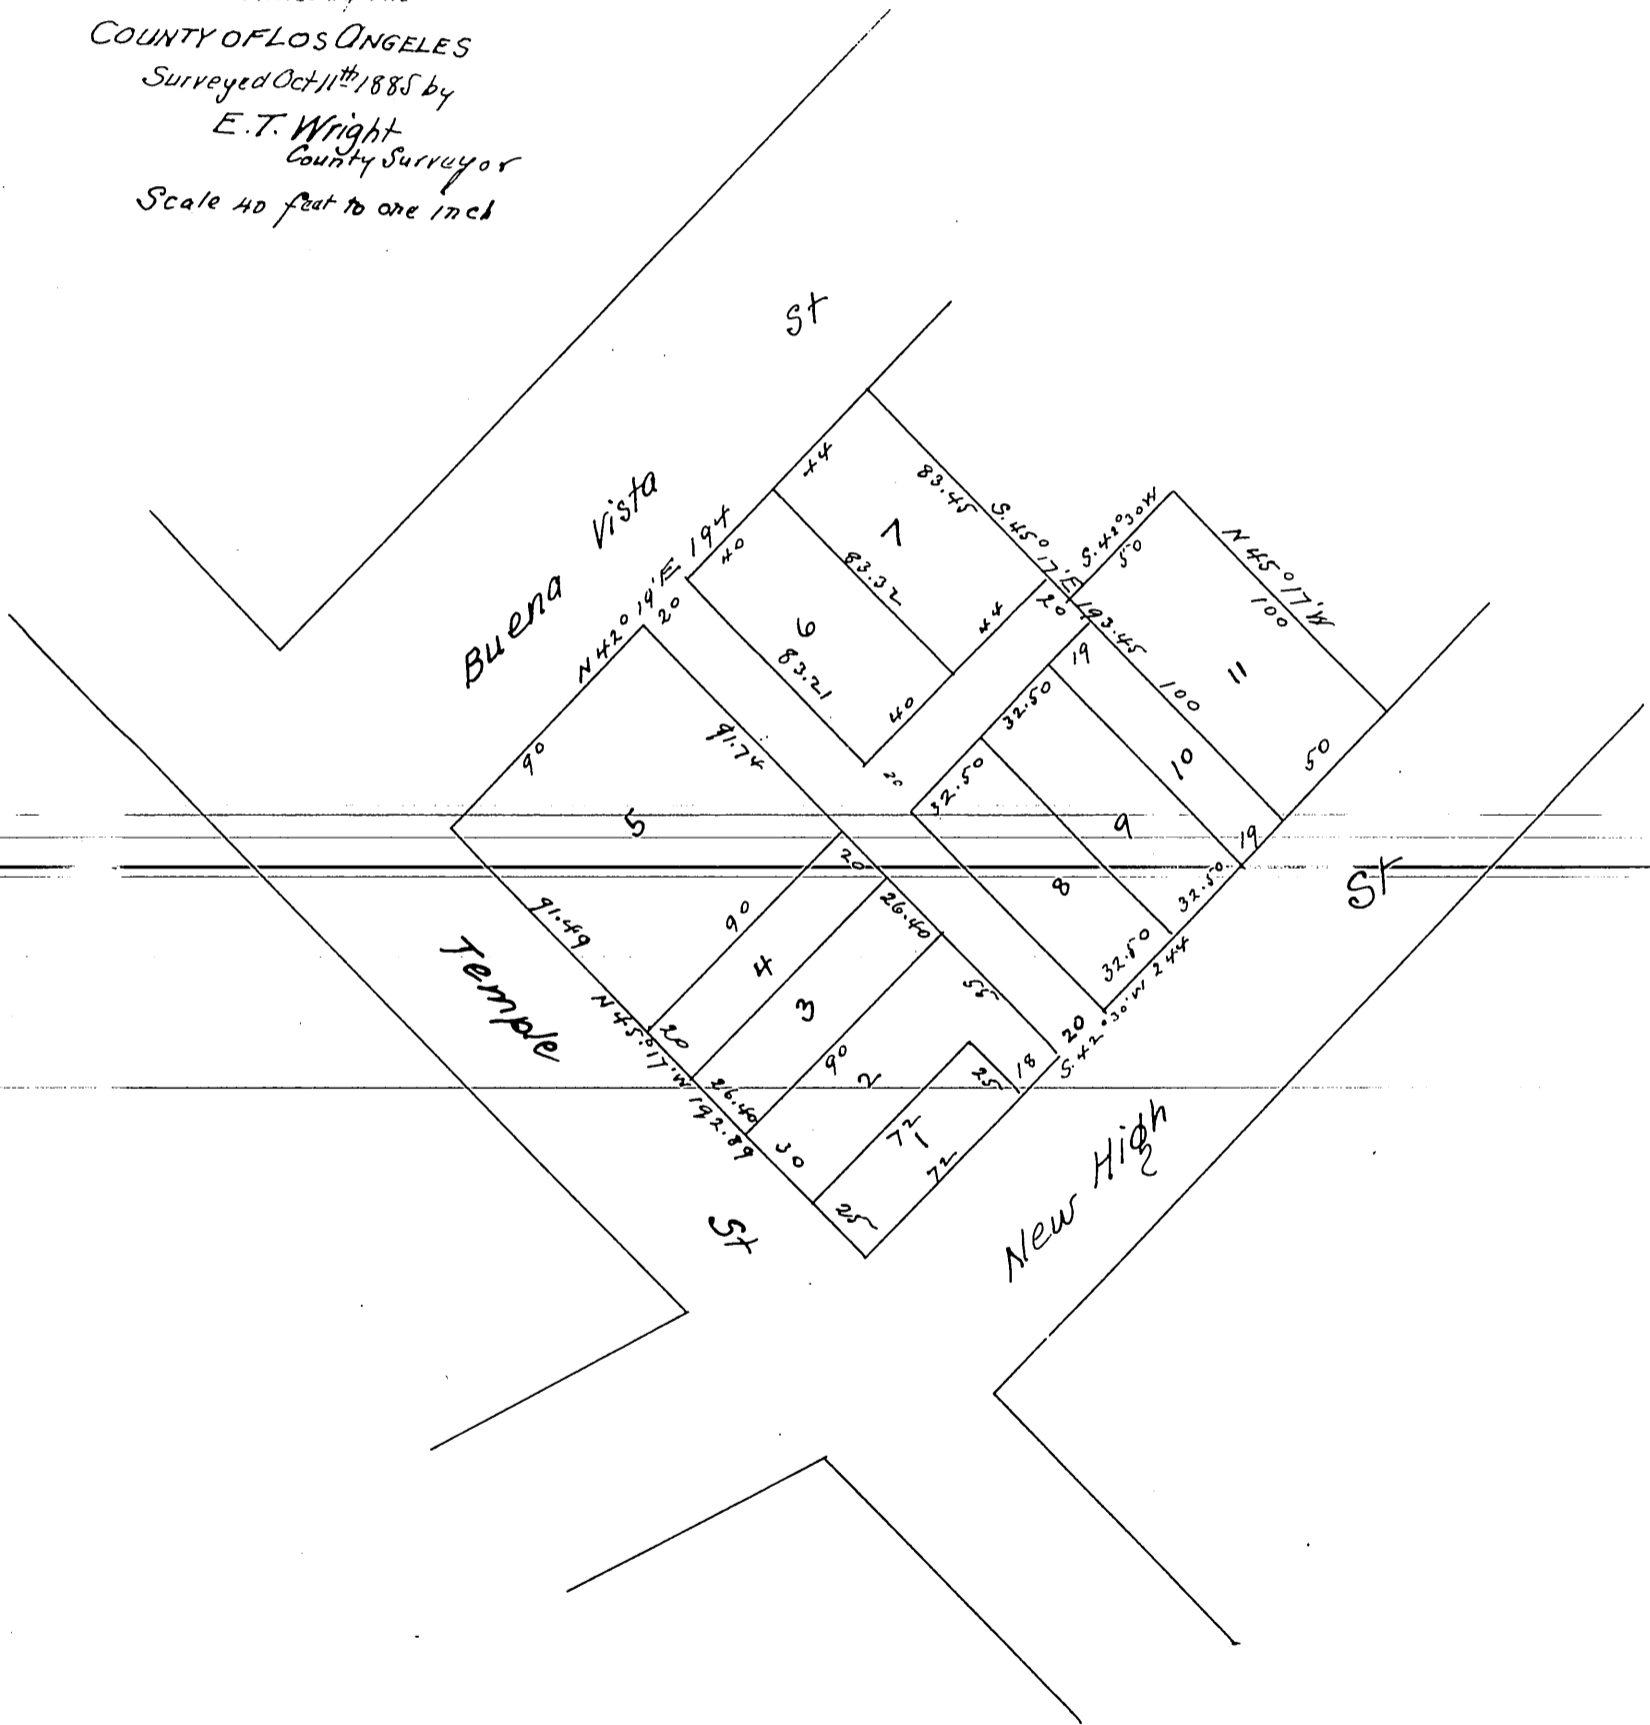 COUNTY OF LOS ANGELES
Surveyed Oct 11th 1885 by
E.T. Wright
County Surveyor
Scale 40 feet to one inch
St
Buena Vista
N 42° 19' E 194
44
40
20
90
83.45
S. 45° 17' E 193.45
7
83.32
44
6
83.21
40
20
20
S. 42° 30 W
50
N 45° 17' W
100
11
100
50
19
32.50
32.50
10
9
8
19
32.50
32.50
S. 42° 30' W 244
St
91.74
5
91.49
90
20
4
26.40
3
55
90
2
20
26.40
30
25
72
1
72
25
18
20
N 45° 17' W 192.89
Temple
St
New High